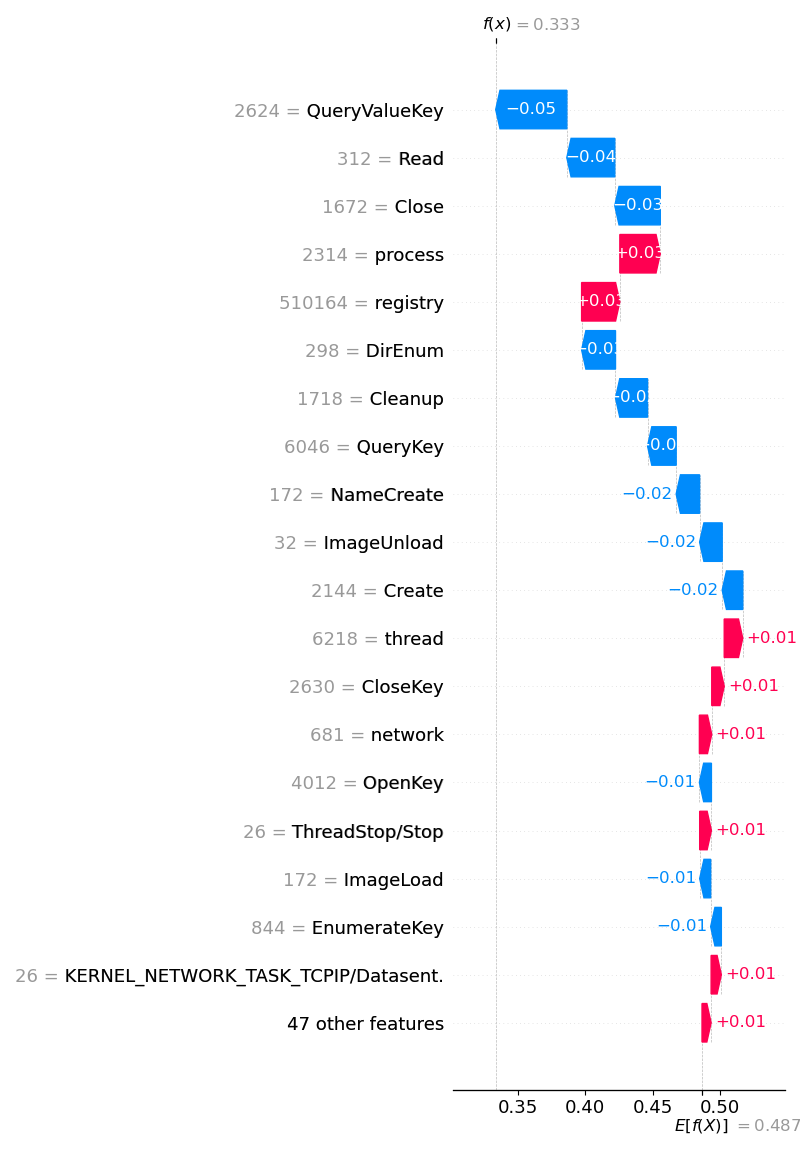 f(x) = 0.333
2624 = QueryValueKey −0.05
312 = Read −0.04
1672 = Close −0.03
2314 = process +0.03
510164 = registry +0.03
298 = DirEnum
1718 = Cleanup
6046 = QueryKey
172 = NameCreate −0.02
32 = ImageUnload −0.02
2144 = Create −0.02
6218 = thread +0.01
2630 = CloseKey +0.01
681 = network +0.01
4012 = OpenKey −0.01
26 = ThreadStop/Stop +0.01
172 = ImageLoad −0.01
844 = EnumerateKey −0.01
26 = KERNEL_NETWORK_TASK_TCPIP/Datasent. +0.01
47 other features +0.01
0.35 0.40 0.45 0.50
E[f(X)] = 0.487